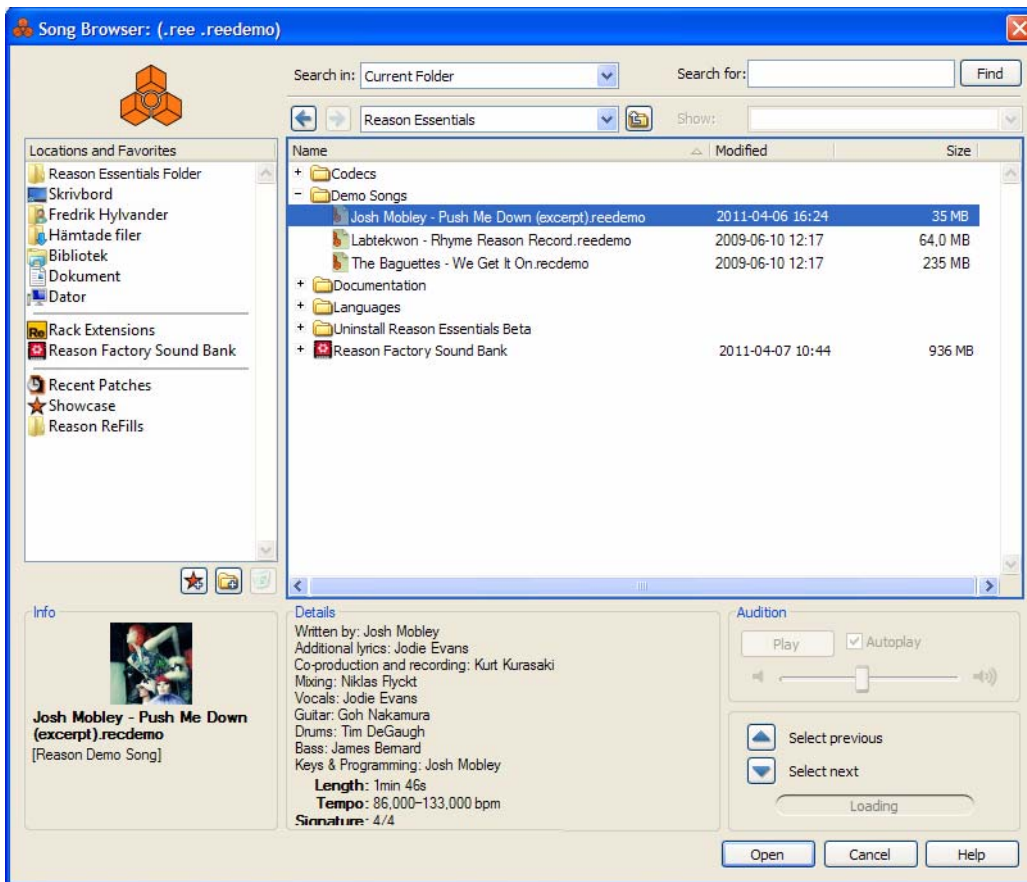 Song Browser: (.ree .reedemo)
Search in: Current Folder Search for: Find
Reason Essentials Show:
Locations and Favorites
Reason Essentials Folder
Skrivbord
Fredrik Hylvander
Hämtade filer
Bibliotek
Dokument
Dator
Re Rack Extensions
Reason Factory Sound Bank
Recent Patches
Showcase
Reason ReFills
Name Modified Size
+ Codecs
- Demo Songs
Josh Mobley - Push Me Down (excerpt).reedemo 2011-04-06 16:24 35 MB
Labtekwon - Rhyme Reason Record.reedemo 2009-06-10 12:17 64,0 MB
The Baguettes - We Get It On.recdemo 2009-06-10 12:17 235 MB
+ Documentation
+ Languages
+ Uninstall Reason Essentials Beta
+ Reason Factory Sound Bank 2011-04-07 10:44 936 MB
Info
Josh Mobley - Push Me Down
(excerpt).recdemo
[Reason Demo Song]
Details
Written by: Josh Mobley
Additional lyrics: Jodie Evans
Co-production and recording: Kurt Kurasaki
Mixing: Niklas Flyckt
Vocals: Jodie Evans
Guitar: Goh Nakamura
Drums: Tim DeGaugh
Bass: James Bernard
Keys & Programming: Josh Mobley
Length: 1min 46s
Tempo: 86,000-133,000 bpm
Signature: 4/4
Audition
Play Autoplay
Select previous
Select next
Loading
Open Cancel Help